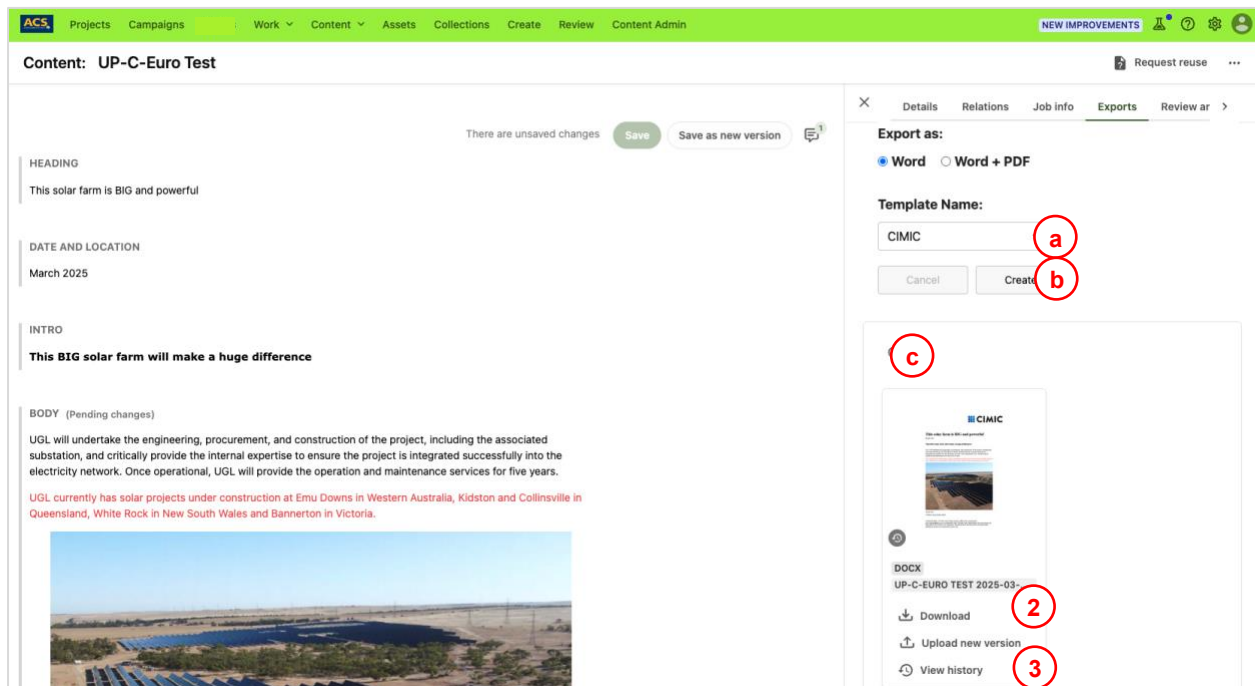 ACS
Projects Campaigns Work Content Assets Collections Create Review Content Admin NEW IMPROVEMENTS
Content: UP-C-Euro Test Request reuse ...
Details Relations Job info Exports Review ar
There are unsaved changes Save Save as new version 1
HEADING
This solar farm is BIG and powerful
DATE AND LOCATION
March 2025
INTRO
This BIG solar farm will make a huge difference
BODY (Pending changes)
UGL will undertake the engineering, procurement, and construction of the project, including the associated
substation, and critically provide the internal expertise to ensure the project is integrated successfully into the
electricity network. Once operational, UGL will provide the operation and maintenance services for five years.
UGL currently has solar projects under construction at Emu Downs in Western Australia, Kidston and Collinsville in
Queensland, White Rock in New South Wales and Bannerton in Victoria.
Export as:
Word Word + PDF
Template Name:
CIMIC a
Cancel Create b
c
CIMIC
This solar farm is BIG and powerful
DOCX
UP-C-EURO TEST 2025-03-...
Download 2
Upload new version
View history 3